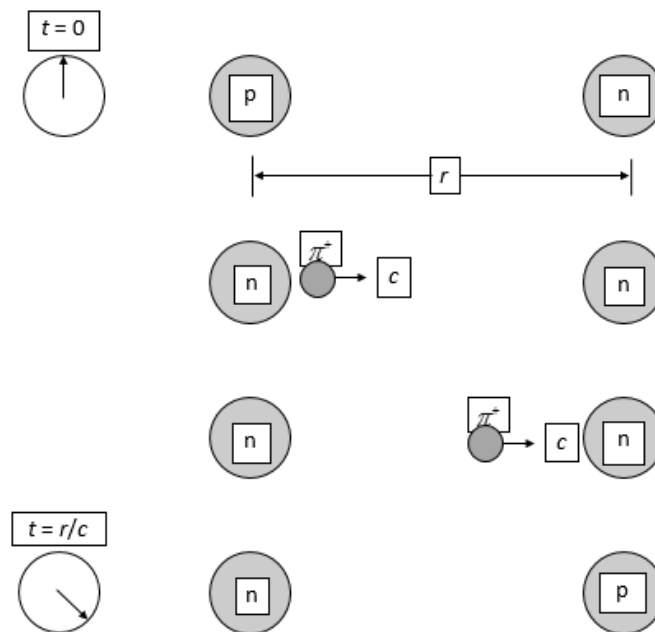 t = 0
p n
r
n π⁺ c n
n π⁺ c n
t = r/c
n p